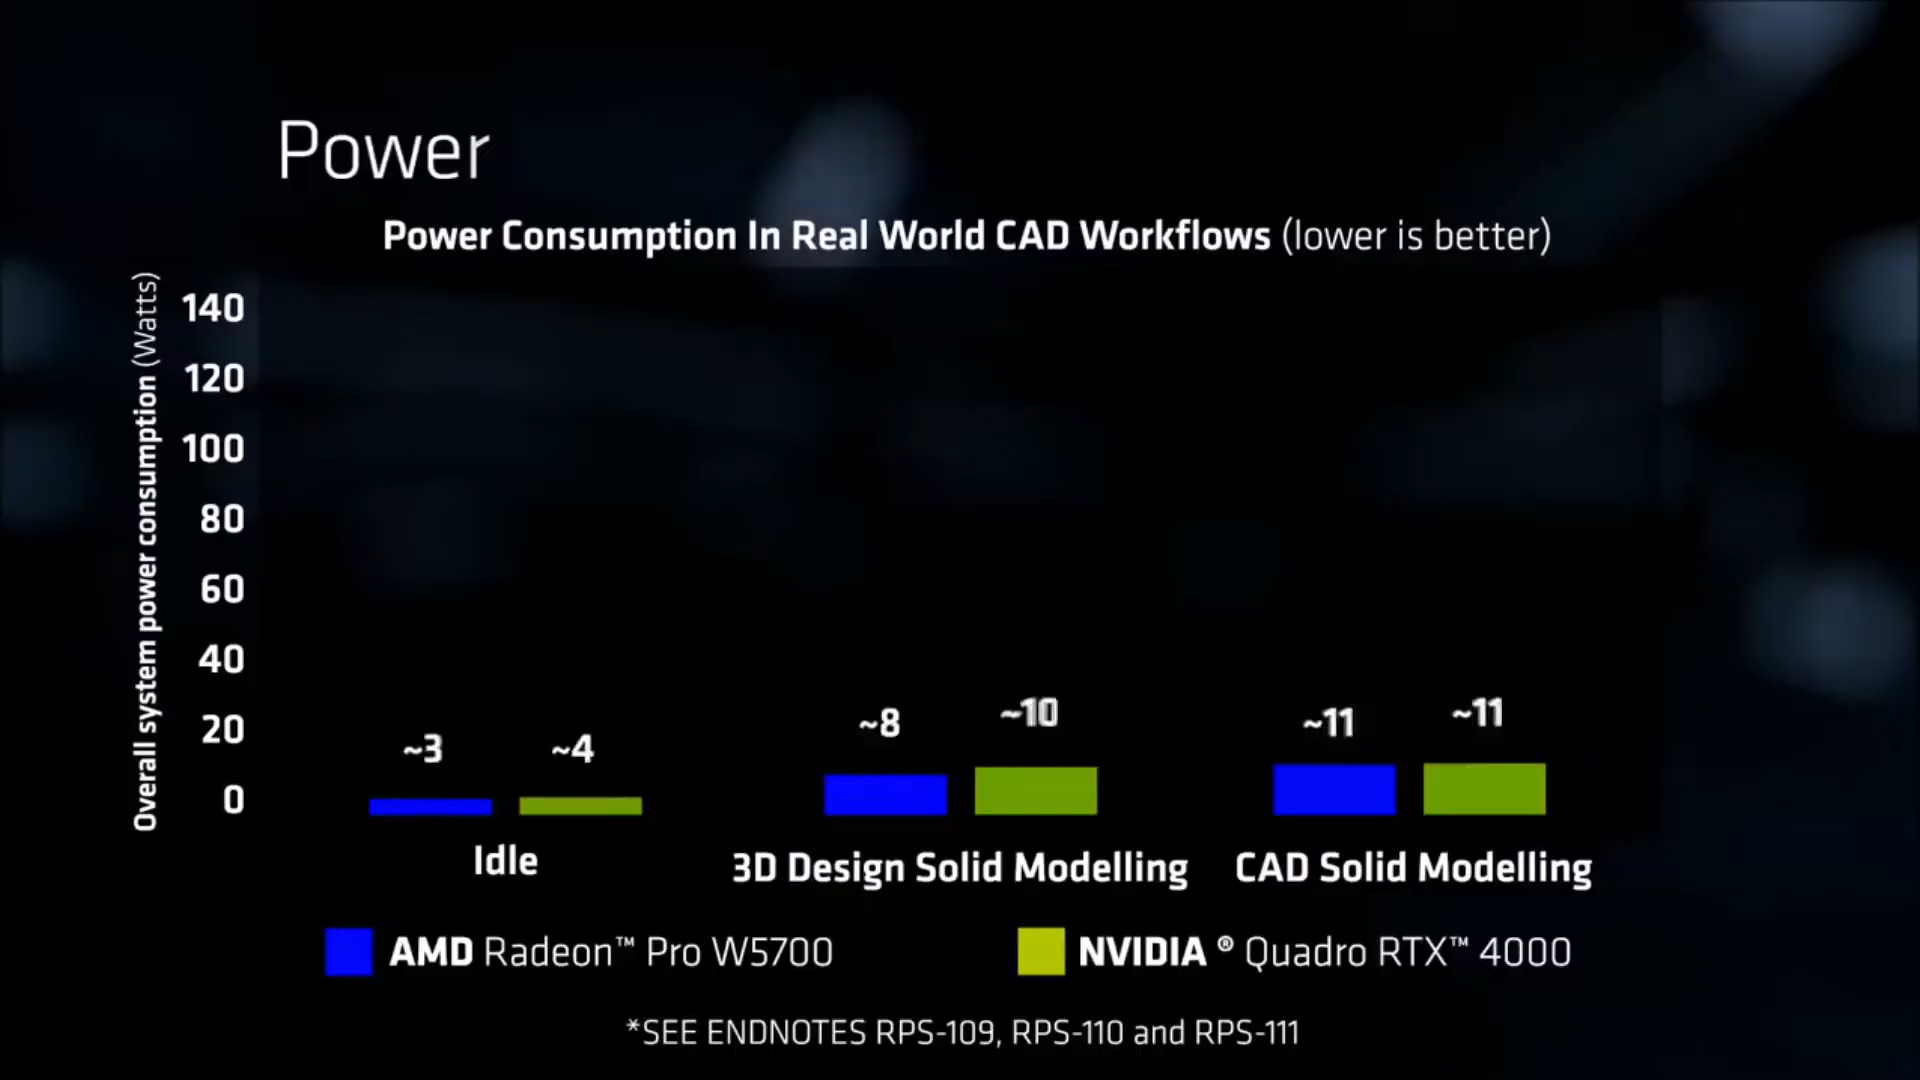 Power
Power Consumption In Real World CAD Workflows (lower is better)
Overall system power consumption (Watts)
140
120
100
80
60
40
20
0
~3
~4
~8
~10
~11
~11
Idle
3D Design Solid Modelling
CAD Solid Modelling
AMD Radeon™ Pro W5700
NVIDIA ® Quadro RTX™ 4000
*SEE ENDNOTES RPS-109, RPS-110 and RPS-111